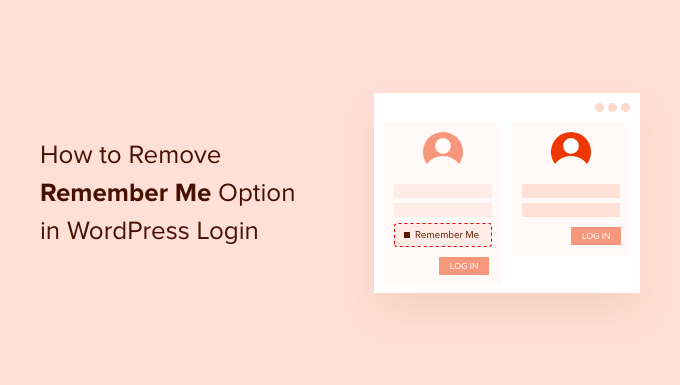 How to Remove
Remember Me Option
in WordPress Login
Remember Me
LOG IN
LOG IN